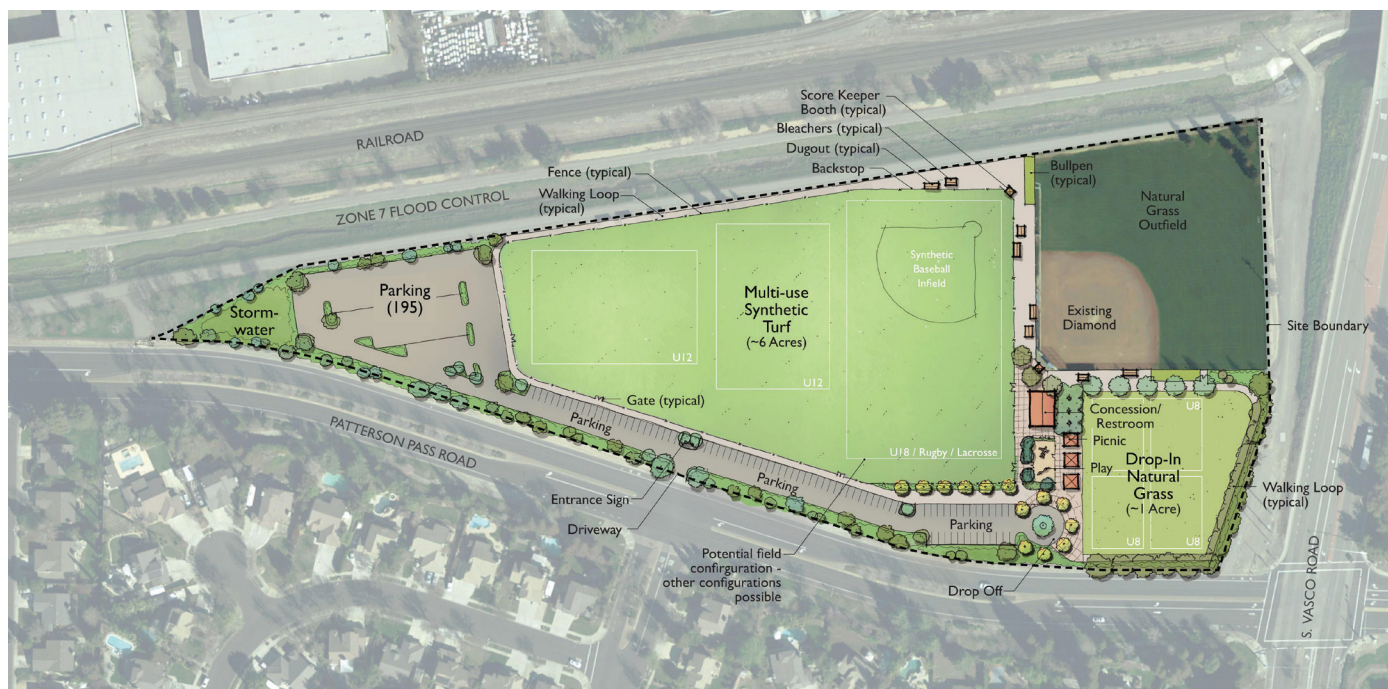 Score Keeper
Booth (typical)
Bleachers (typical)
Dugout (typical)
Backstop
RAILROAD
Fence (typical)
Walking Loop
(typical)
ZONE 7 FLOOD CONTROL
Bullpen
(typical)
Natural
Grass
Outfield
Synthetic
Baseball
Infield
Parking
(195)
Multi-use
Synthetic
Turf
(~6 Acres)
Storm-
water
Existing
Diamond
Site Boundary
U12
U12
Gate (typical)
Parking
PATTERSON PASS ROAD
Concession/
Restroom
U8
Picnic
U18 / Rugby / Lacrosse
Play
Drop-In
Natural
Grass
(~1 Acre)
Parking
Entrance Sign
Walking Loop
(typical)
Driveway
Parking
U8
U8
Potential field
confirguration -
other configurations
possible
Drop Off
S. VASCO ROAD